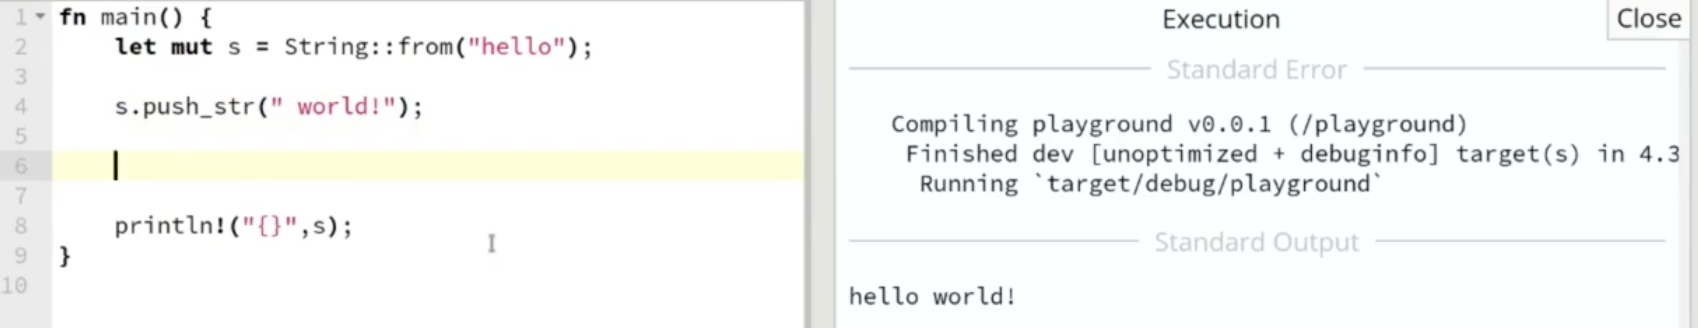 1 fn main() {
2 let mut s = String::from("hello");
3
4 s.push_str(" world!");
5
6
7
8 println!("{}",s);
9 }
10
Execution
Close
Standard Error
Compiling playground v0.0.1 (/playground)
Finished dev [unoptimized + debuginfo] target(s) in 4.3
Running `target/debug/playground`
Standard Output
hello world!